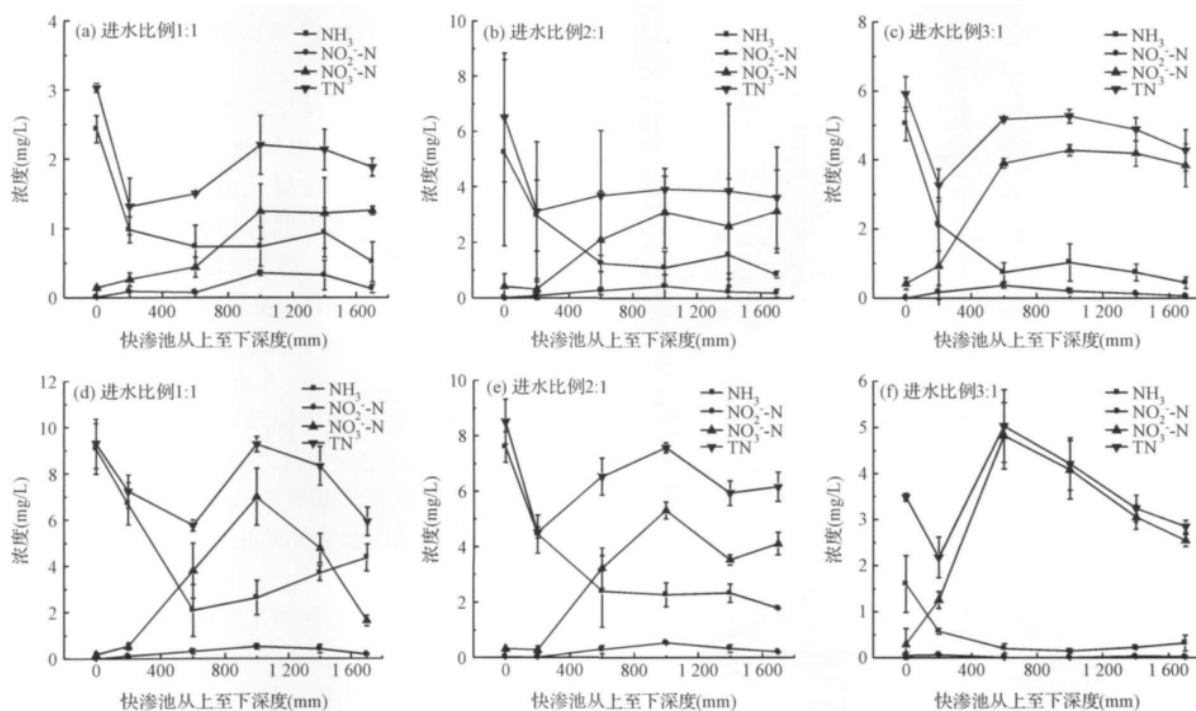 (a) 进水比例1:1
NH₃
NO₂⁻-N
NO₃⁻-N
TN
浓度(mg/L)
4
3
2
1
0
0 400 800 1 200 1 600
快渗池从上至下深度(mm)
(b) 进水比例2:1
NH₃
NO₂⁻-N
NO₃⁻-N
TN
浓度(mg/L)
10
8
6
4
2
0
0 400 800 1 200 1 600
快渗池从上至下深度(mm)
(c) 进水比例3:1
NH₃
NO₂⁻-N
NO₃⁻-N
TN
浓度(mg/L)
8
6
4
2
0
0 400 800 1 200 1 600
快渗池从上至下深度(mm)
(d) 进水比例1:1
NH₃
NO₂⁻-N
NO₃⁻-N
TN
浓度(mg/L)
12
10
8
6
4
2
0
0 400 800 1 200 1 600
快渗池从上至下深度(mm)
(e) 进水比例2:1
NH₃
NO₂⁻-N
NO₃⁻-N
TN
浓度(mg/L)
10
8
6
4
2
0
0 400 800 1 200 1 600
快渗池从上至下深度(mm)
(f) 进水比例3:1
NH₃
NO₂⁻-N
NO₃⁻-N
TN
浓度(mg/L)
6
5
4
3
2
1
0
0 400 800 1 200 1 600
快渗池从上至下深度(mm)